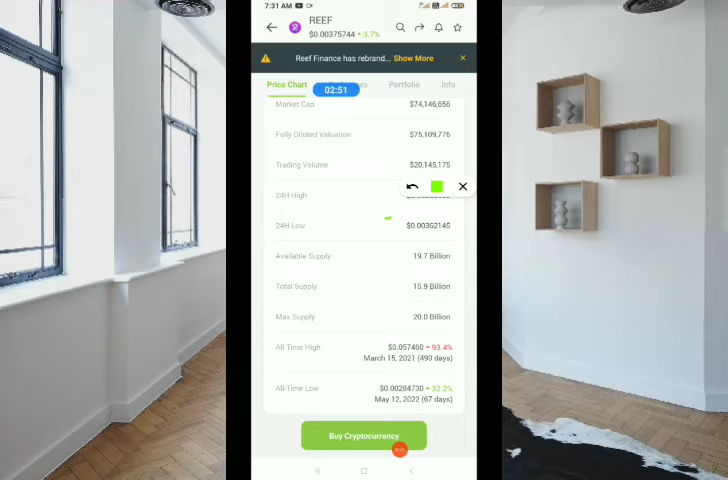 7:31 AM
REEF
$0.00375744 3.7%
Reef Finance has rebrand... Show More
Price Chart Portfolio Info
02:51
Market Cap $74,146,656
Fully Diluted Valuation $75,109,776
Trading Volume $20,145,175
24H High
24H Low $0.00362145
Available Supply 19.7 Billion
Total Supply 15.9 Billion
Max Supply 20.0 Billion
All-Time High $0.057460 93.4%
March 15, 2021 (490 days)
All-Time Low $0.00284730 32.2%
May 12, 2022 (67 days)
Buy Cryptocurrency